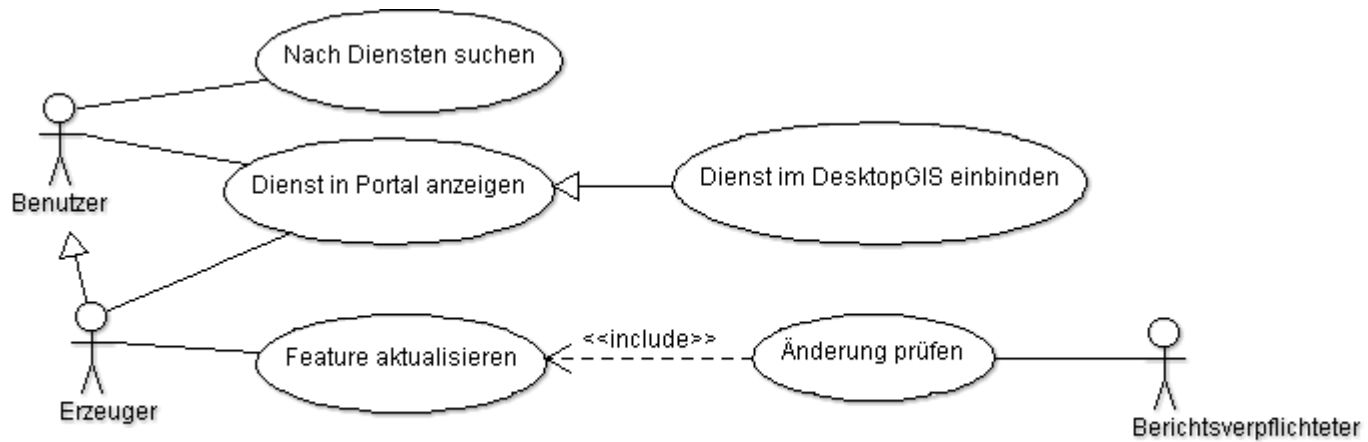 Nach Diensten suchen
Benutzer
Dienst in Portal anzeigen
Dienst im DesktopGIS einbinden
Erzeuger
Feature aktualisieren
<<include>>
Änderung prüfen
Berichtsverpflichteter